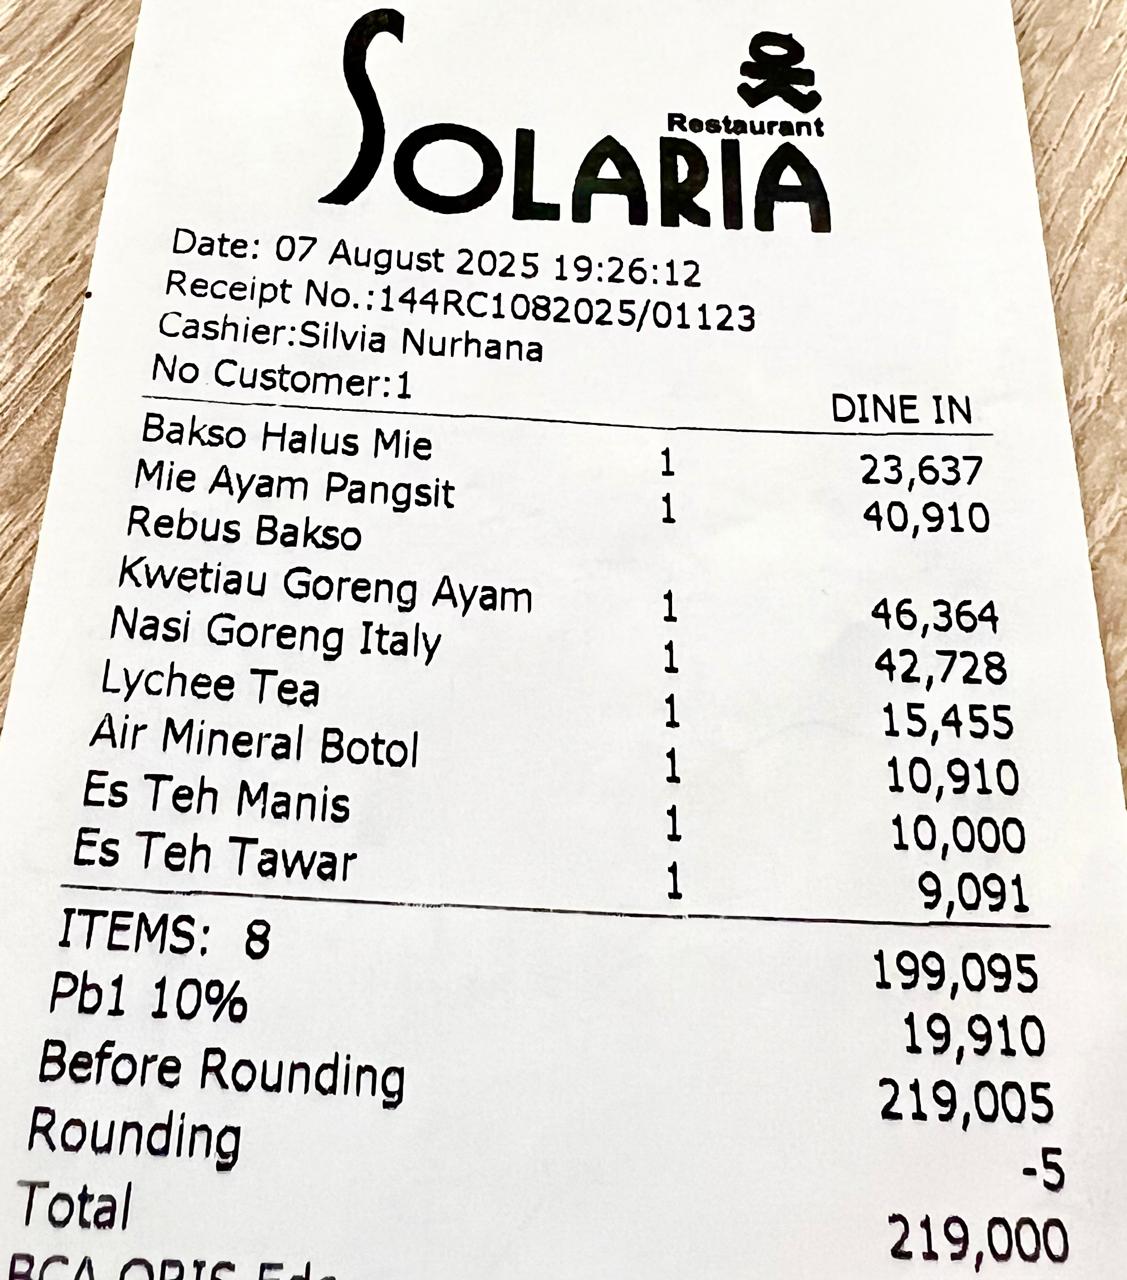 Restaurant
SOLARIA
Date: 07 August 2025 19:26:12
Receipt No.:144RC1082025/01123
Cashier:Silvia Nurhana
No Customer:1
DINE IN
Bakso Halus Mie 1 23,637
Mie Ayam Pangsit 1 40,910
Rebus Bakso
Kwetiau Goreng Ayam 1 46,364
Nasi Goreng Italy 1 42,728
Lychee Tea 1 15,455
Air Mineral Botol 1 10,910
Es Teh Manis 1 10,000
Es Teh Tawar 1 9,091
ITEMS: 8 199,095
Pb1 10% 19,910
Before Rounding 219,005
Rounding -5
Total 219,000
BCA QRIS